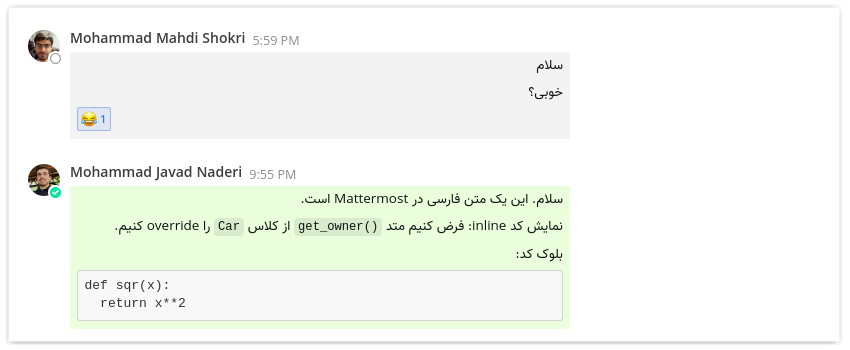 Mohammad Mahdi Shokri 5:59 PM
سلام
خوبی؟
😂 1
Mohammad Javad Naderi 9:55 PM
سلام. این یک متن فارسی در Mattermost است.
نمایش کد inline: فرض کنیم متد get_owner() از کلاس Car را override کنیم.
بلوک کد:
def sqr(x):
  return x**2